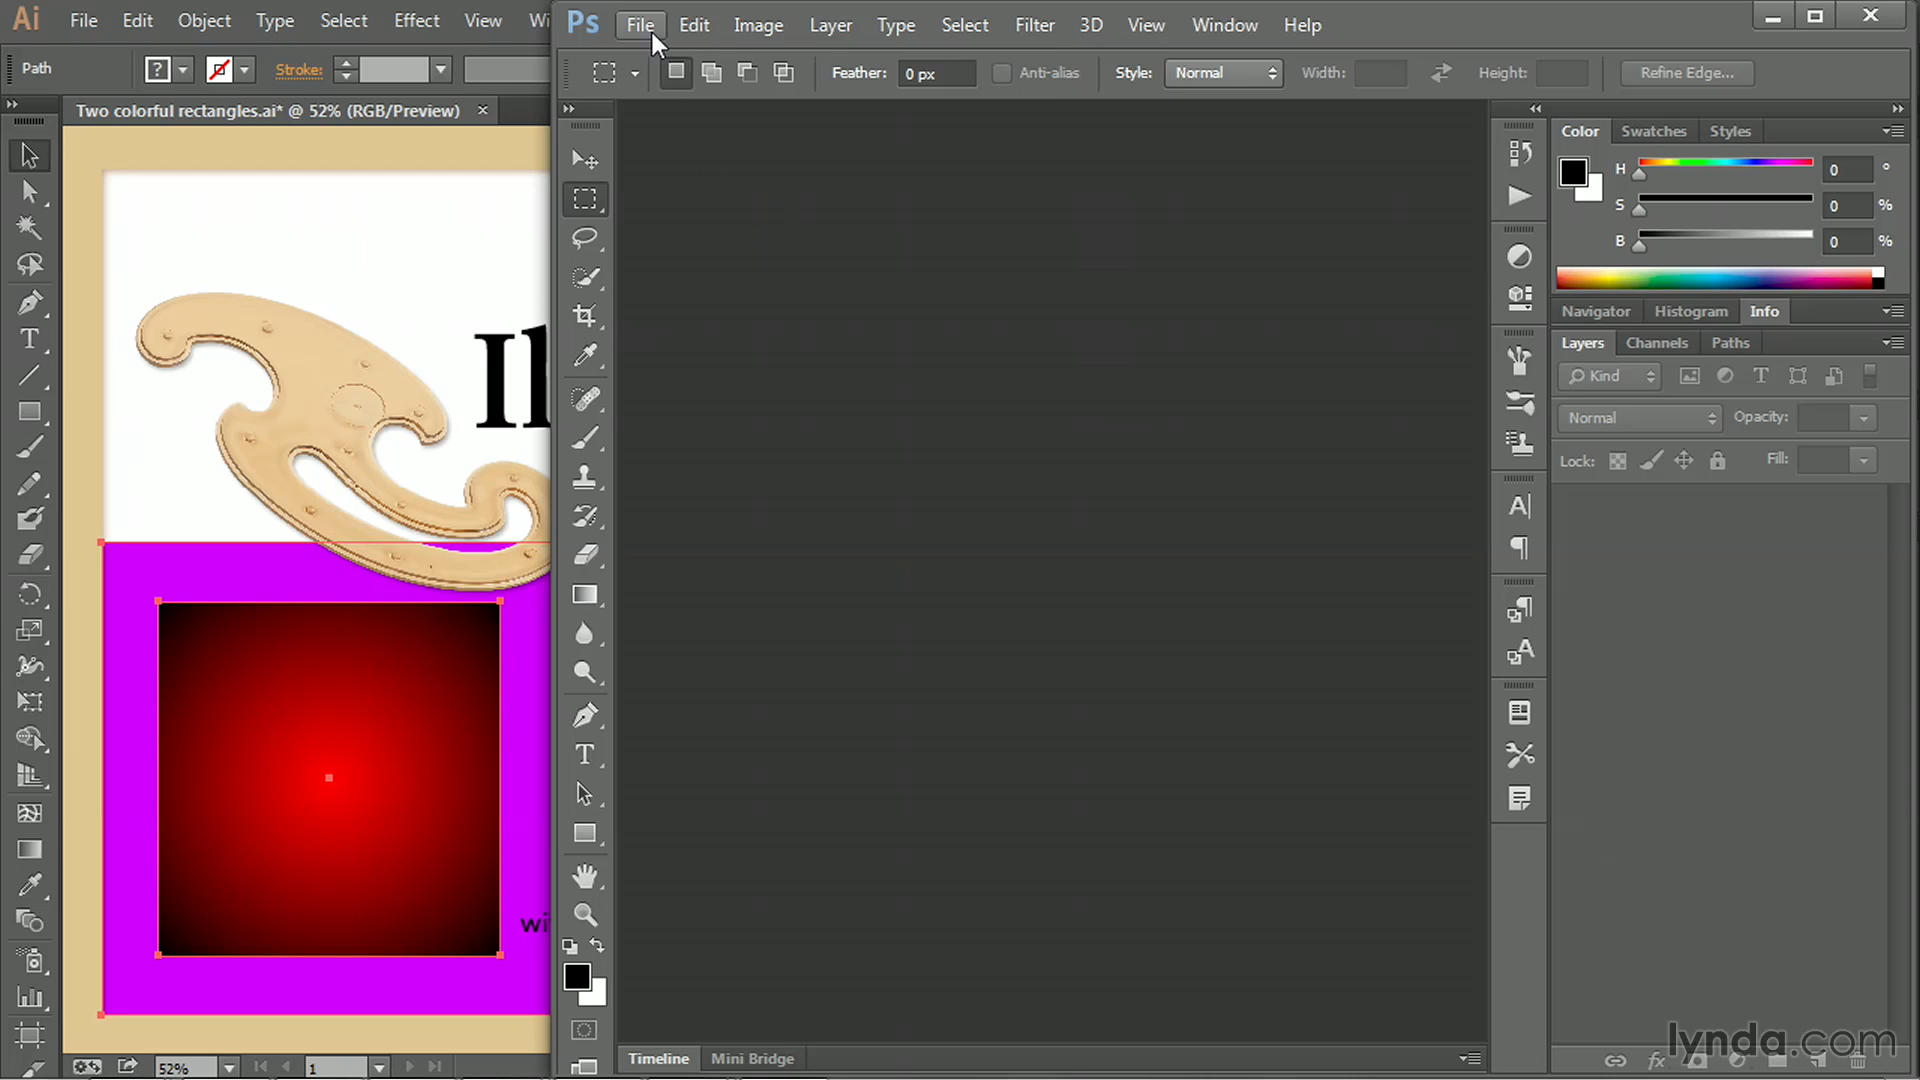 Ai File Edit Object Type Select Effect View Wi
Ps File Edit Image Layer Type Select Filter 3D View Window Help
Path ? Stroke:
Feather: 0 px Anti-alias Style: Normal Width: Height: Refine Edge...
Two colorful rectangles.ai* @ 52% (RGB/Preview) ×
Color Swatches Styles
H 0 °
S 0 %
B 0 %
Navigator Histogram Info
Layers Channels Paths
Kind
Normal Opacity:
Lock: Fill:
Il
wi
52% 1
Timeline Mini Bridge
lynda.com